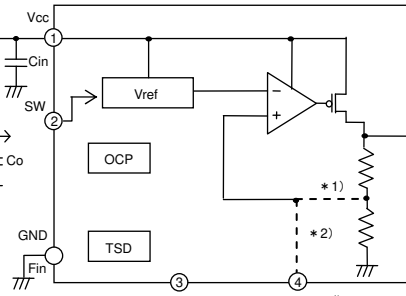 Vcc
1
Cin
Vref
−
+
SW
2
OCP
Co
*1)
*2)
GND
TSD
Fin
3
4